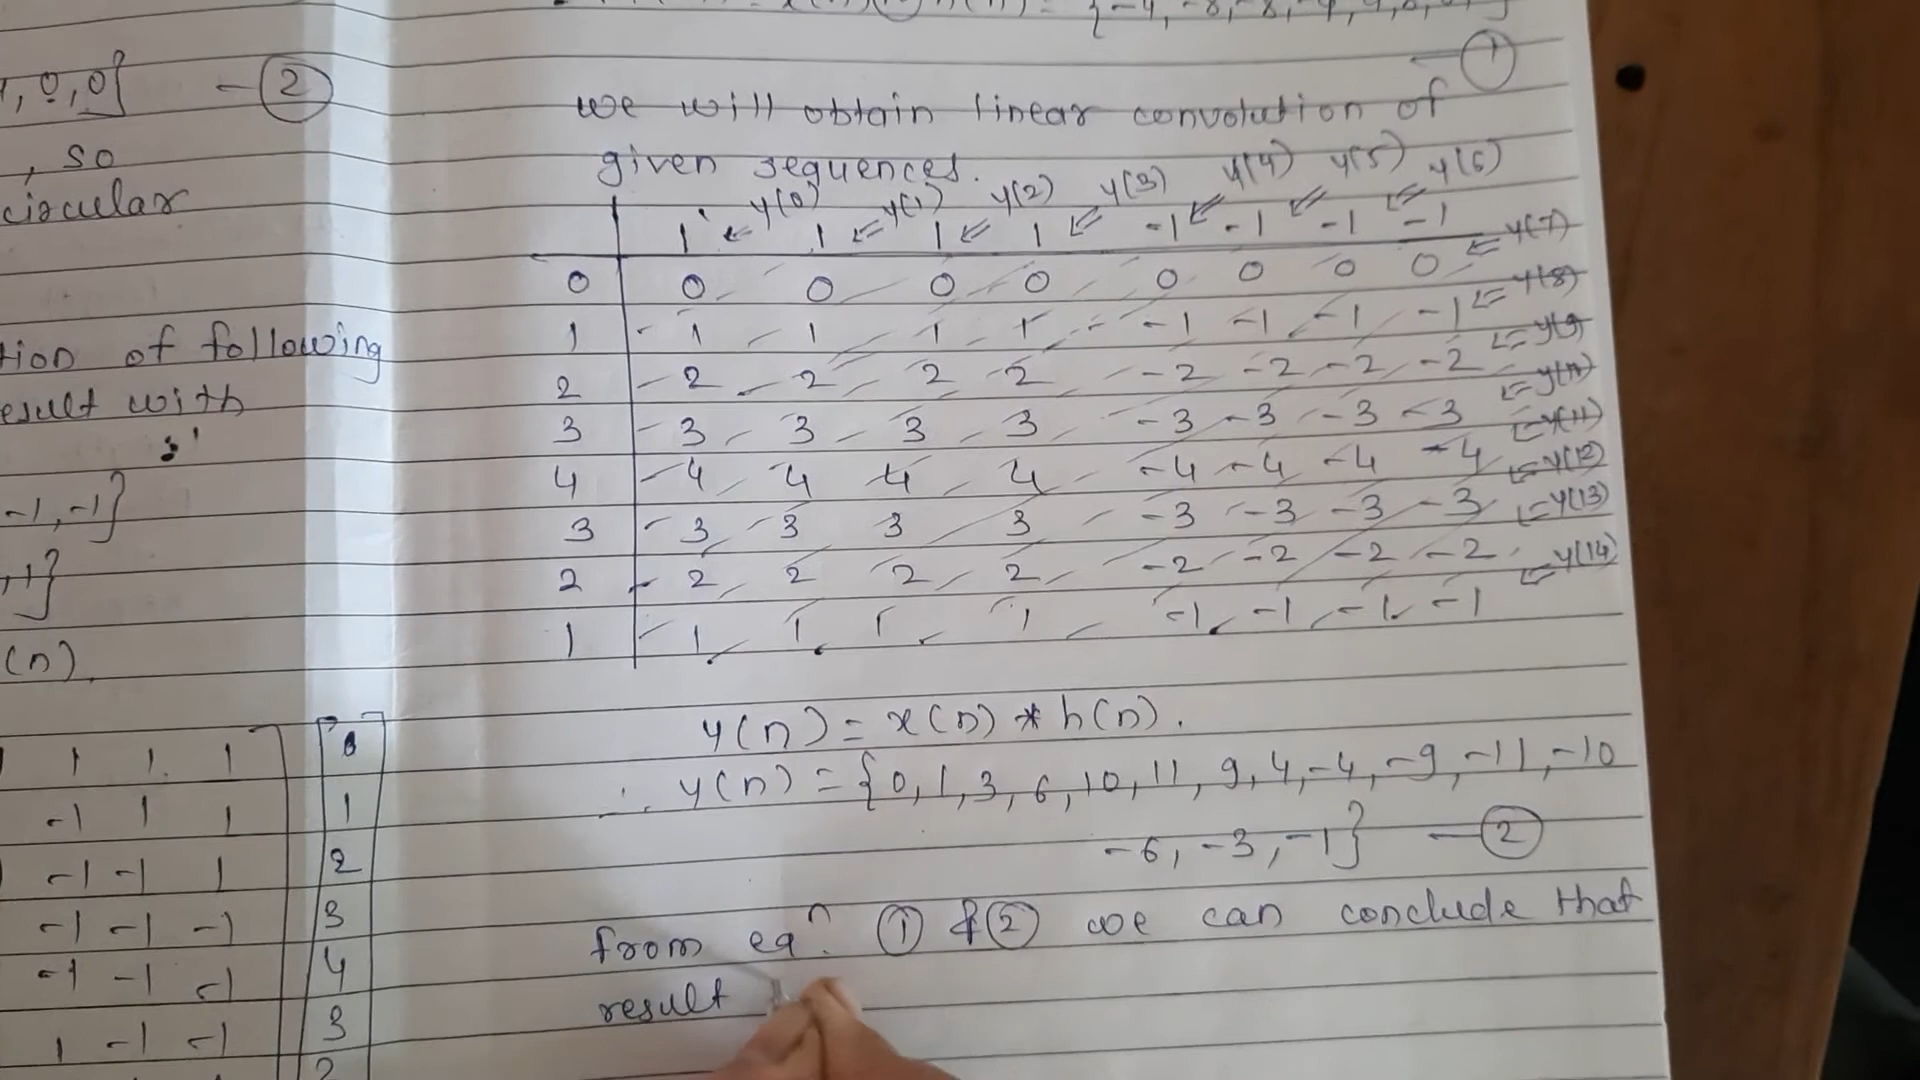 , 0, 0} - ②
, so
circular
tion of following
esult with
-1, -1}
, 1}
(n)
1 1 1
-1 1 1
-1 -1 1
-1 -1 -1
-1 -1 -1
1 -1 -1
1
2
3
4
3
2
- ①
we will obtain linear convolution of
given sequences.
y(0) y(1) y(2) y(3) y(4) y(5) y(6)
1 1 1 1 -1 -1 -1 -1 y(7)
0 0 0 0 0 0 0 0 0 y(8)
1 1 1 1 1 -1 -1 -1 -1 y(9)
2 2 2 2 2 -2 -2 -2 -2 y(10)
3 3 3 3 3 -3 -3 -3 -3 y(11)
4 4 4 4 4 -4 -4 -4 -4 y(12)
3 3 3 3 3 -3 -3 -3 -3 y(13)
2 2 2 2 2 -2 -2 -2 -2 y(14)
1 1 1 1 1 -1 -1 -1 -1
y(n) = x(n) * h(n).
∴ y(n) = {0, 1, 3, 6, 10, 11, 9, 4, -4, -9, -11, -10
-6, -3, -1} - ②
from eqⁿ. ① & ② we can conclude that
result